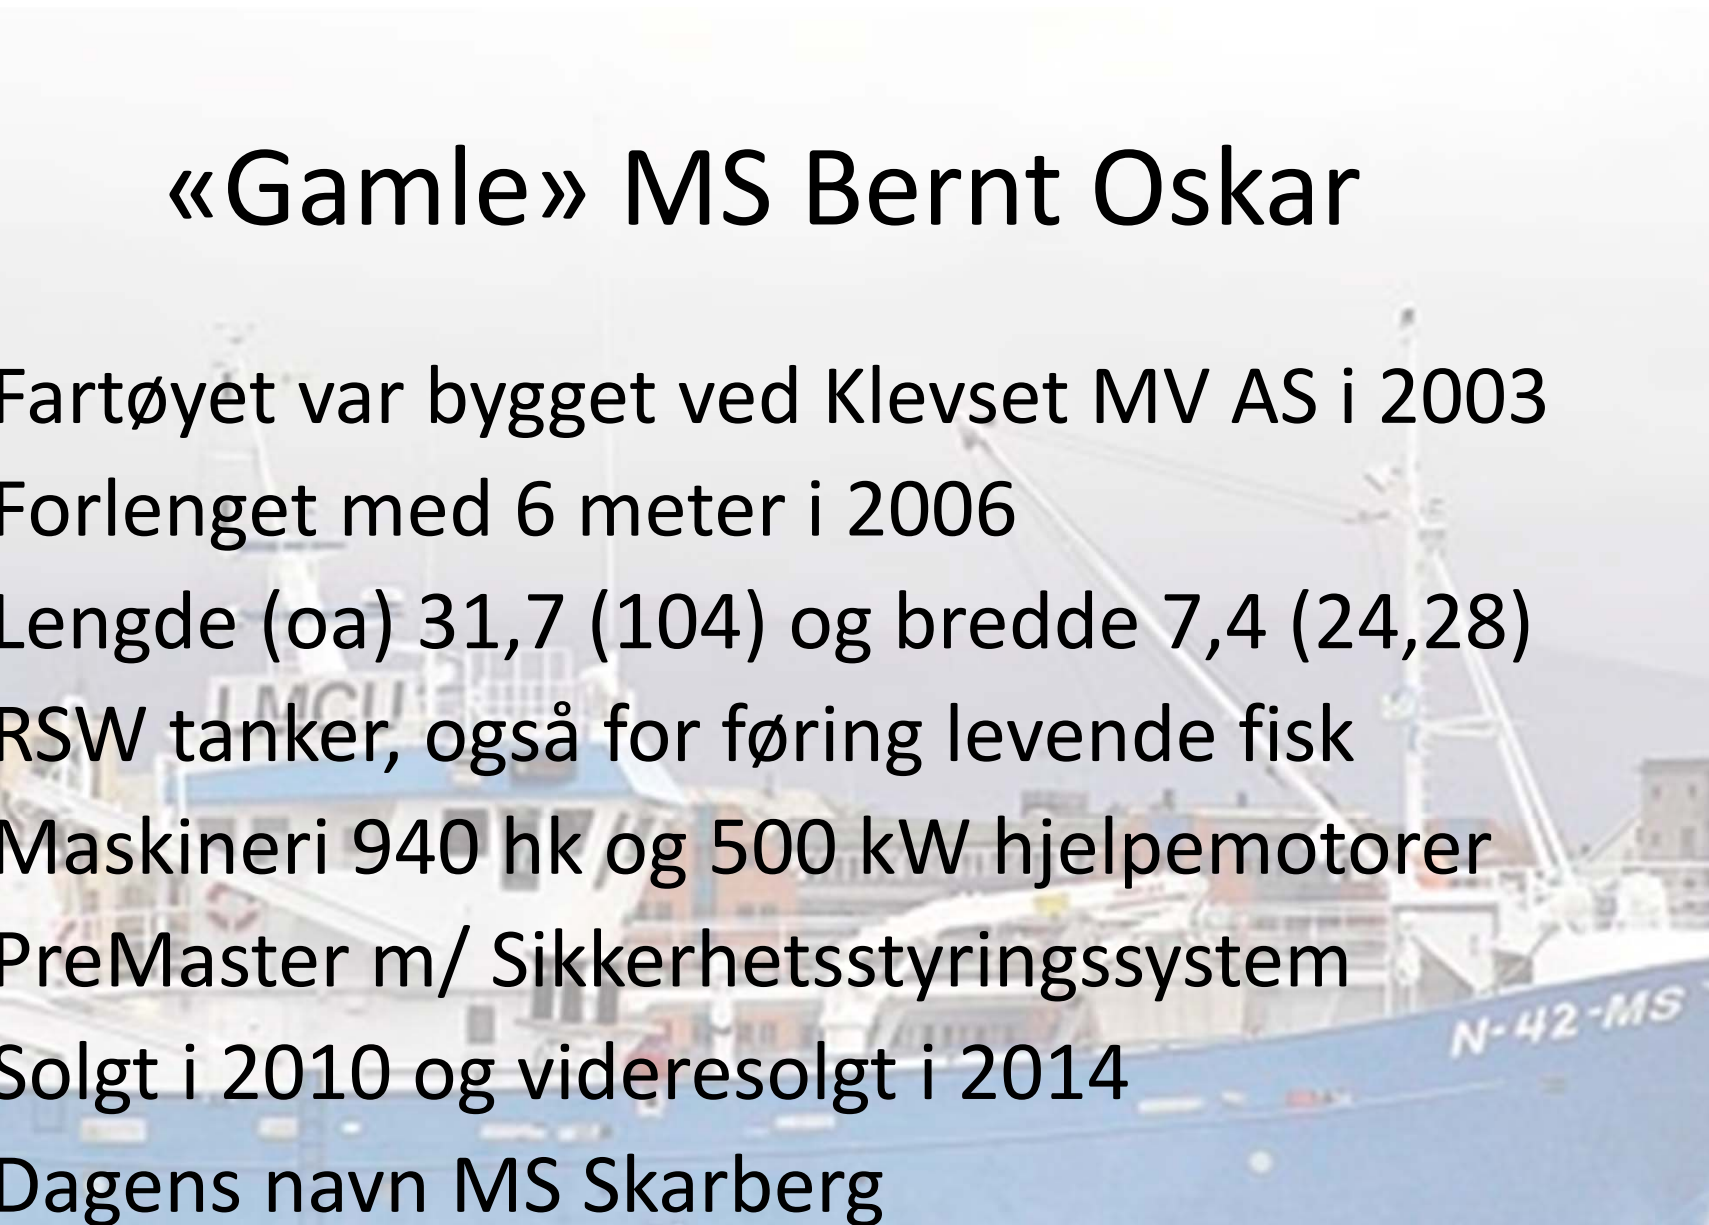 «Gamle» MS Bernt Oskar
Fartøyet var bygget ved Klevset MV AS i 2003
Forlenget med 6 meter i 2006
Lengde (oa) 31,7 (104) og bredde 7,4 (24,28)
RSW tanker, også for føring levende fisk
Maskineri 940 hk og 500 kW hjelpemotorer
PreMaster m/ Sikkerhetsstyringssystem
Solgt i 2010 og videresolgt i 2014
Dagens navn MS Skarberg
LMCU
N-42-MS